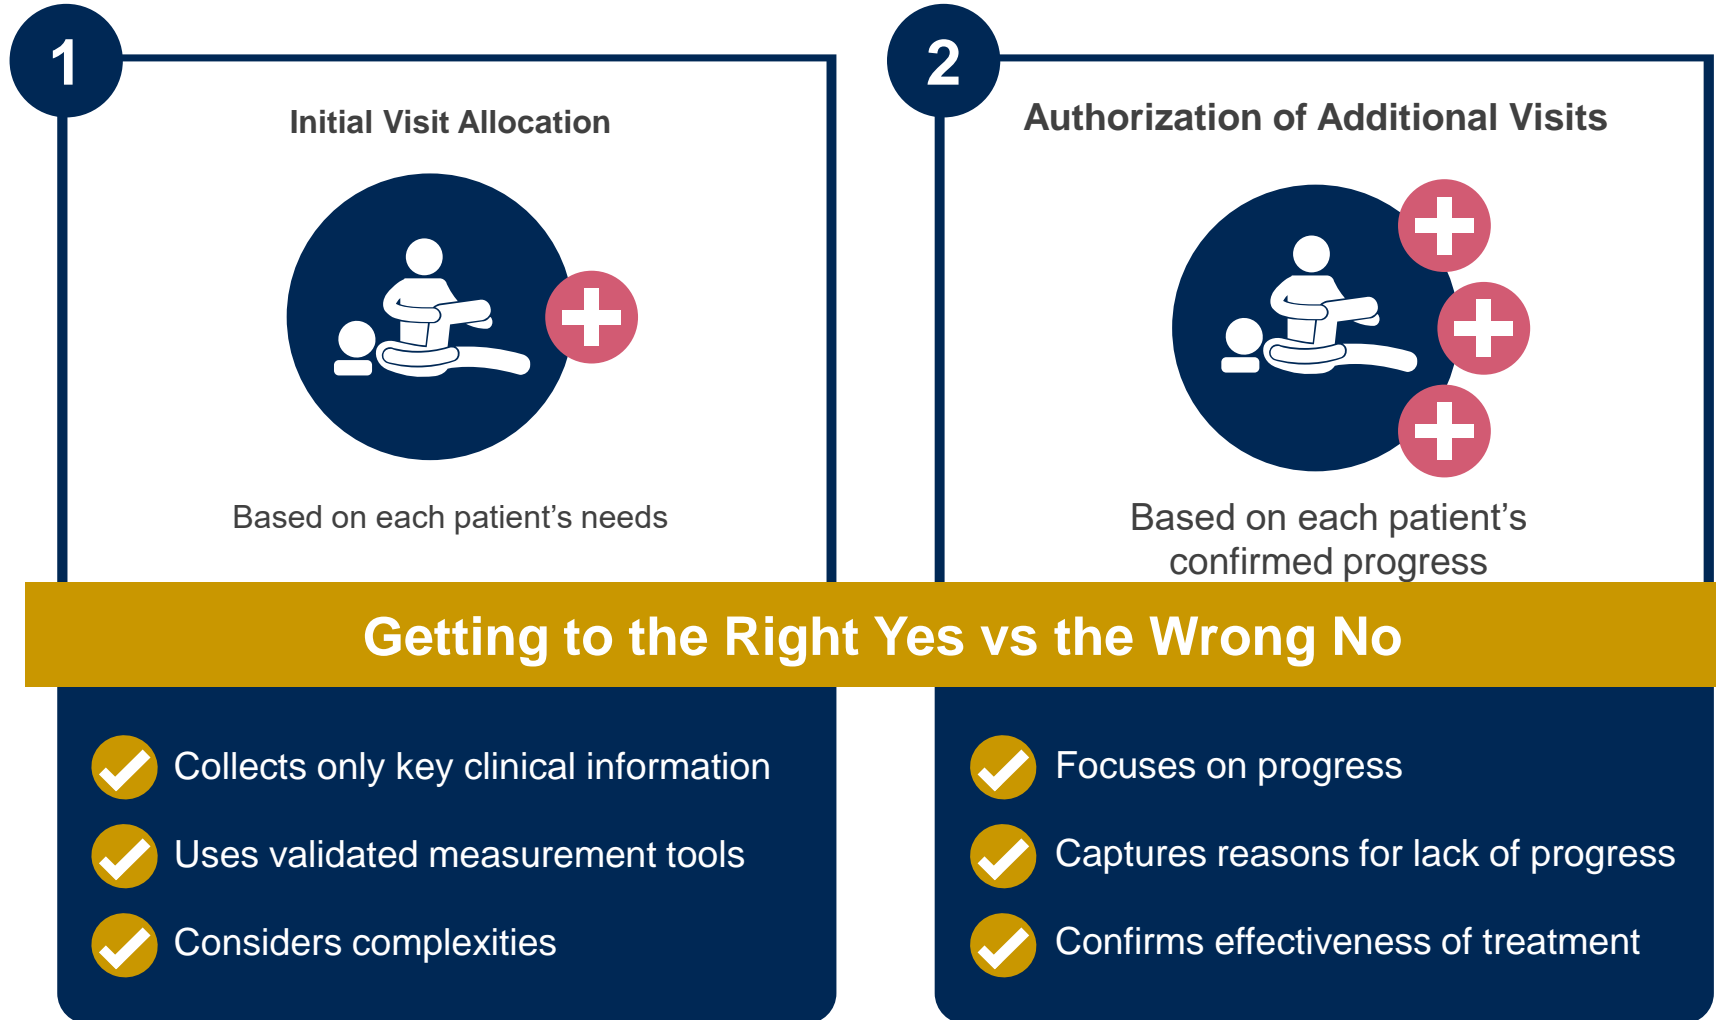 1
Initial Visit Allocation
Based on each patient’s needs
2
Authorization of Additional Visits
Based on each patient’s
confirmed progress
Getting to the Right Yes vs the Wrong No
Collects only key clinical information
Uses validated measurement tools
Considers complexities
Focuses on progress
Captures reasons for lack of progress
Confirms effectiveness of treatment